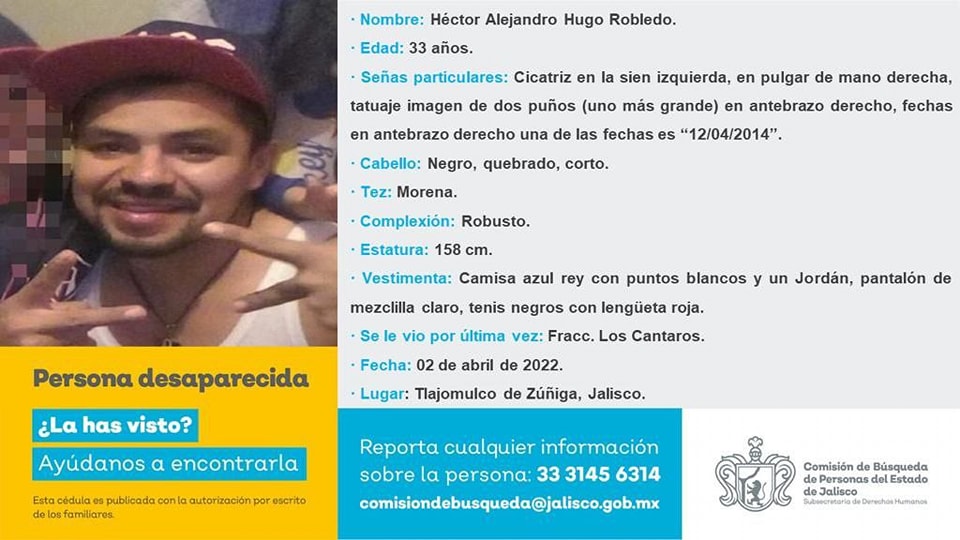 · Nombre: Héctor Alejandro Hugo Robledo.
· Edad: 33 años.
· Señas particulares: Cicatriz en la sien izquierda, en pulgar de mano derecha,
tatuaje imagen de dos puños (uno más grande) en antebrazo derecho, fechas
en antebrazo derecho una de las fechas es “12/04/2014”.
· Cabello: Negro, quebrado, corto.
· Tez: Morena.
· Complexión: Robusto.
· Estatura: 158 cm.
· Vestimenta: Camisa azul rey con puntos blancos y un Jordán, pantalón de
mezclilla claro, tenis negros con lengüeta roja.
· Se le vio por última vez: Fracc. Los Cantaros.
· Fecha: 02 de abril de 2022.
· Lugar: Tlajomulco de Zúñiga, Jalisco.
Persona desaparecida
¿La has visto?
Ayúdanos a encontrarla
Esta cédula es publicada con la autorización por escrito
de los familiares.
Reporta cualquier información
sobre la persona: 33 3145 6314
comisiondebusqueda@jalisco.gob.mx
Comisión de Búsqueda
de Personas del Estado
de Jalisco
Subsecretaría de Derechos Humanos